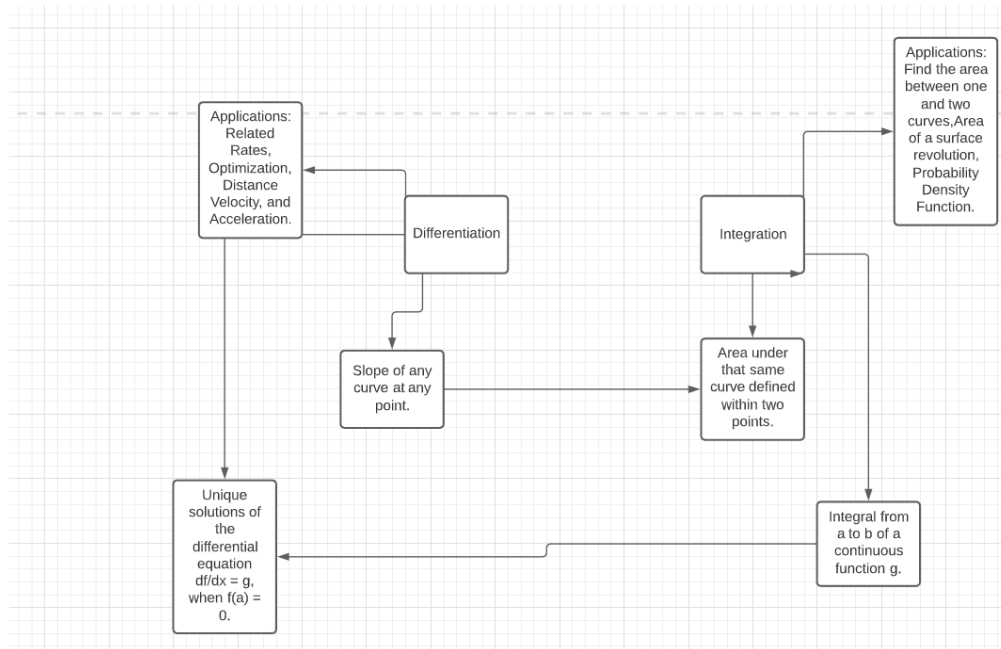 Applications:
Find the area
between one
and two
curves,Area
of a surface
revolution,
Probability
Density
Function.
Applications:
Related
Rates,
Optimization,
Distance
Velocity, and
Acceleration.
Differentiation
Integration
Slope of any
curve at any
point.
Area under
that same
curve defined
within two
points.
Unique
solutions of
the
differential
equation
df/dx = g,
when f(a) =
0.
Integral from
a to b of a
continuous
function g.